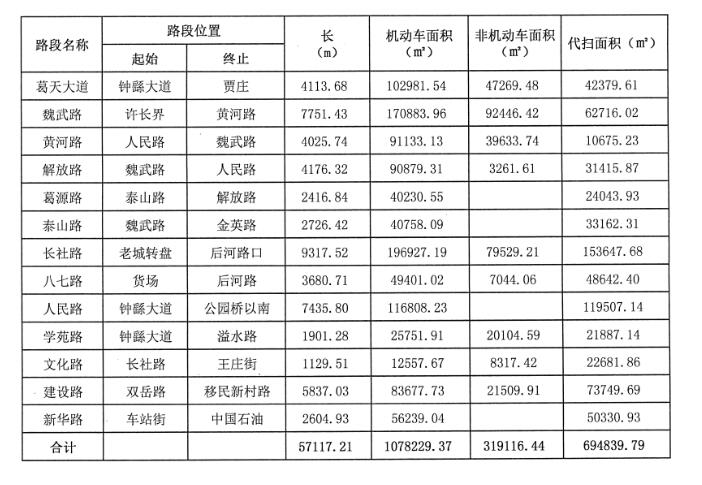 路段名称 路段位置 长 机动车面积 非机动车面积 代扫面积（㎡）
起始 终止 （m） （㎡） （㎡）
葛天大道 钟繇大道 贾庄 4113.68 102981.54 47269.48 42379.61
魏武路 许长界 黄河路 7751.43 170883.96 92446.42 62716.02
黄河路 人民路 魏武路 4025.74 91133.13 39633.74 10675.23
解放路 魏武路 人民路 4176.32 90879.31 3261.61 31415.87
葛源路 泰山路 解放路 2416.84 40230.55 24043.93
泰山路 魏武路 金英路 2726.42 40758.09 33162.31
长社路 老城转盘 后河路口 9317.52 196927.19 79529.21 153647.68
八七路 货场 后河路 3680.71 49401.02 7044.06 48642.40
人民路 钟繇大道 公园桥以南 7435.80 116808.23 119507.14
学苑路 钟繇大道 溢水路 1901.28 25751.91 20104.59 21887.14
文化路 长社路 王庄街 1129.51 12557.67 8317.42 22681.86
建设路 双岳路 移民新村路 5837.03 83677.73 21509.91 73749.69
新华路 车站街 中国石油 2604.93 56239.04 50330.93
合计 57117.21 1078229.37 319116.44 694839.79